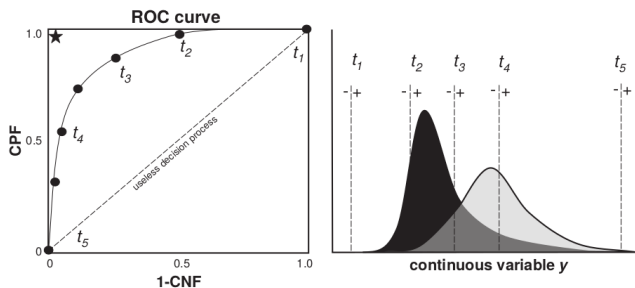 ROC curve
1.0
t2
t1
t3
0.5
t4
CPF
useless decision process
t5
0
0
0.5
1.0
1-CNF
t1
t2
t3
t4
t5
- +
- +
- +
- +
- +
continuous variable y